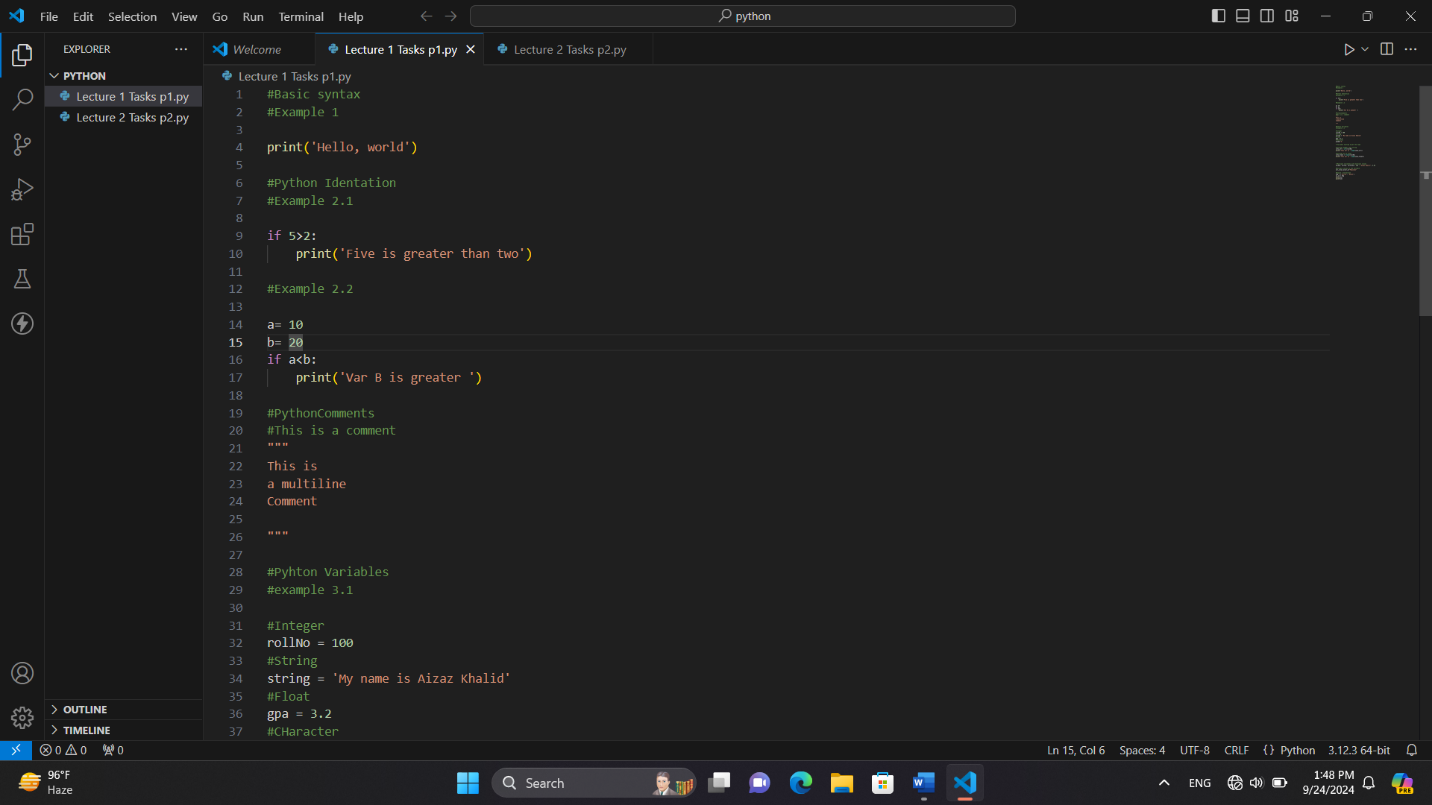 File Edit Selection View Go Run Terminal Help
python
EXPLORER
Welcome
Lecture 1 Tasks p1.py
Lecture 2 Tasks p2.py
PYTHON
Lecture 1 Tasks p1.py
Lecture 2 Tasks p2.py
OUTLINE
TIMELINE
Lecture 1 Tasks p1.py
1 #Basic syntax
2 #Example 1
3
4 print('Hello, world')
5
6 #Python Identation
7 #Example 2.1
8
9 if 5>2:
10 print('Five is greater than two')
11
12 #Example 2.2
13
14 a= 10
15 b= 20
16 if a<b:
17 print('Var B is greater ')
18
19 #PythonComments
20 #This is a comment
21 """
22 This is
23 a multiline
24 Comment
25
26 """
27
28 #Pyhton Variables
29 #example 3.1
30
31 #Integer
32 rollNo = 100
33 #String
34 string = 'My name is Aizaz Khalid'
35 #Float
36 gpa = 3.2
37 #CHaracter
0 0 0
Ln 15, Col 6 Spaces: 4 UTF-8 CRLF {} Python 3.12.3 64-bit
96°F
Haze
Search
ENG
1:48 PM
9/24/2024
PRE